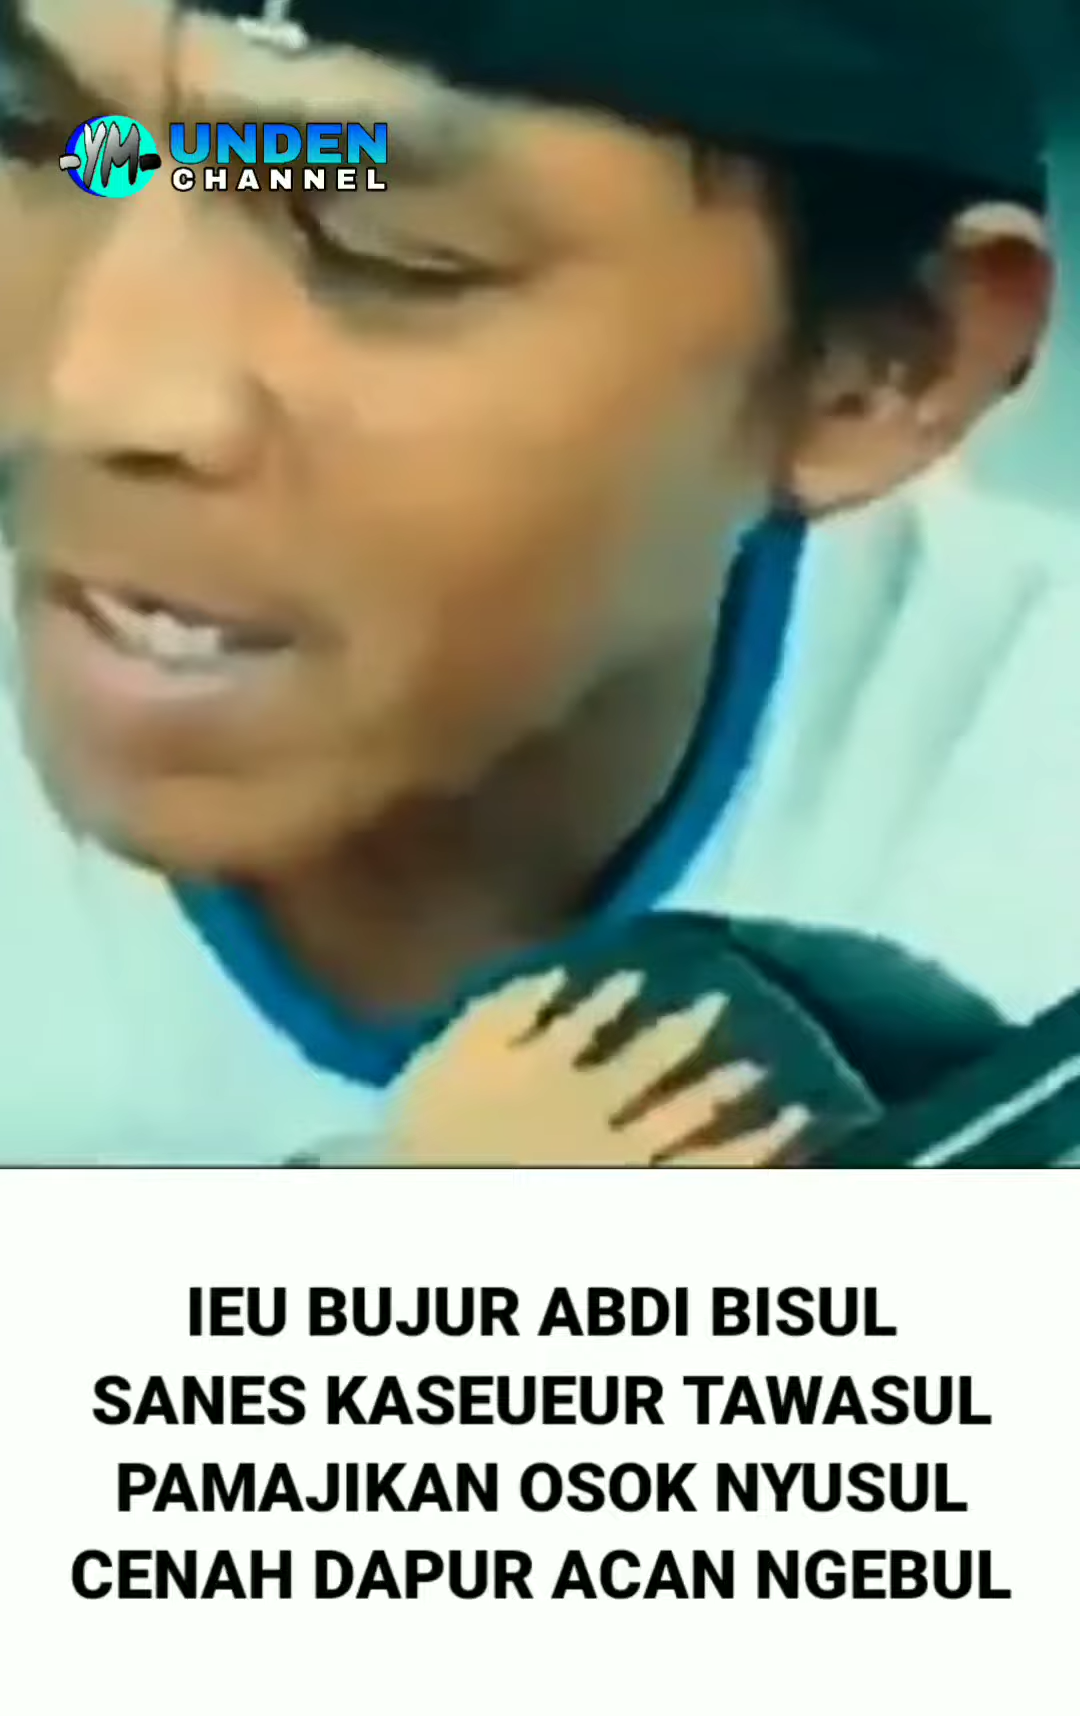 YM UNDEN
CHANNEL
IEU BUJUR ABDI BISUL
SANES KASEUEUR TAWASUL
PAMAJIKAN OSOK NYUSUL
CENAH DAPUR ACAN NGEBUL